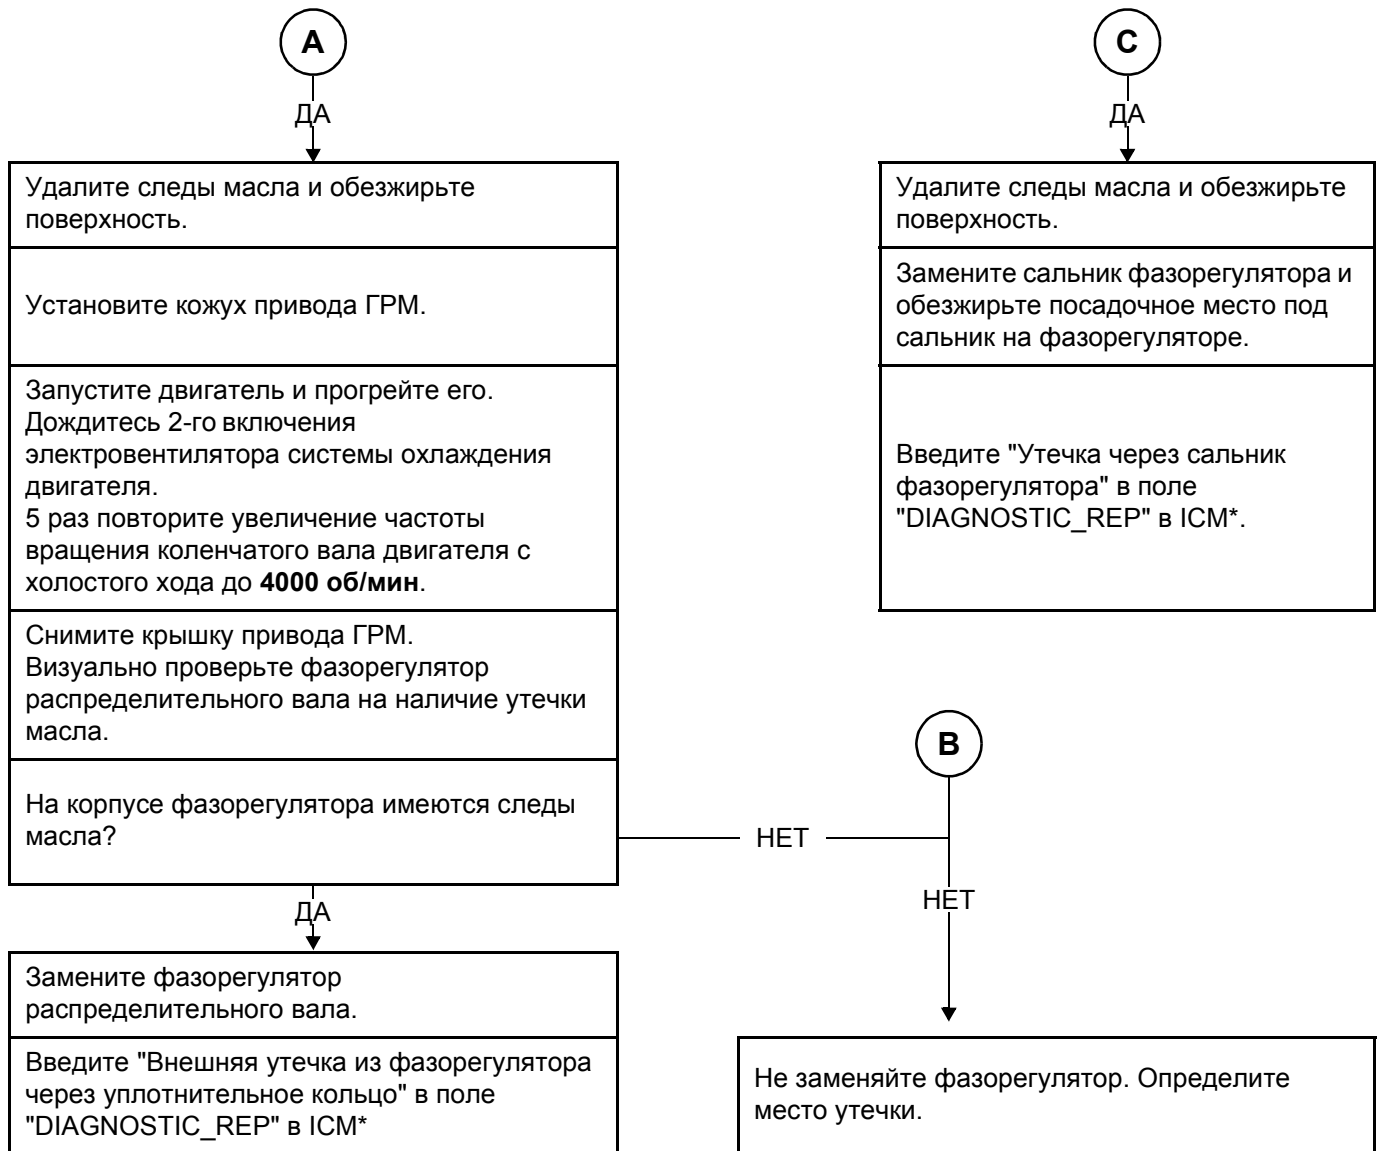 A
ДА
Удалите следы масла и обезжирьте
поверхность.
Установите кожух привода ГРМ.
Запустите двигатель и прогрейте его.
Дождитесь 2-го включения
электровентилятора системы охлаждения
двигателя.
5 раз повторите увеличение частоты
вращения коленчатого вала двигателя с
холостого хода до 4000 об/мин.
Снимите крышку привода ГРМ.
Визуально проверьте фазорегулятор
распределительного вала на наличие утечки
масла.
На корпусе фазорегулятора имеются следы
масла?
ДА
Замените фазорегулятор
распределительного вала.
Введите "Внешняя утечка из фазорегулятора
через уплотнительное кольцо" в поле
"DIAGNOSTIC_REP" в ICM*
C
ДА
Удалите следы масла и обезжирьте
поверхность.
Замените сальник фазорегулятора и
обезжирьте посадочное место под
сальник на фазорегуляторе.
Введите "Утечка через сальник
фазорегулятора" в поле
"DIAGNOSTIC_REP" в ICM*.
B
НЕТ
НЕТ
Не заменяйте фазорегулятор. Определите
место утечки.